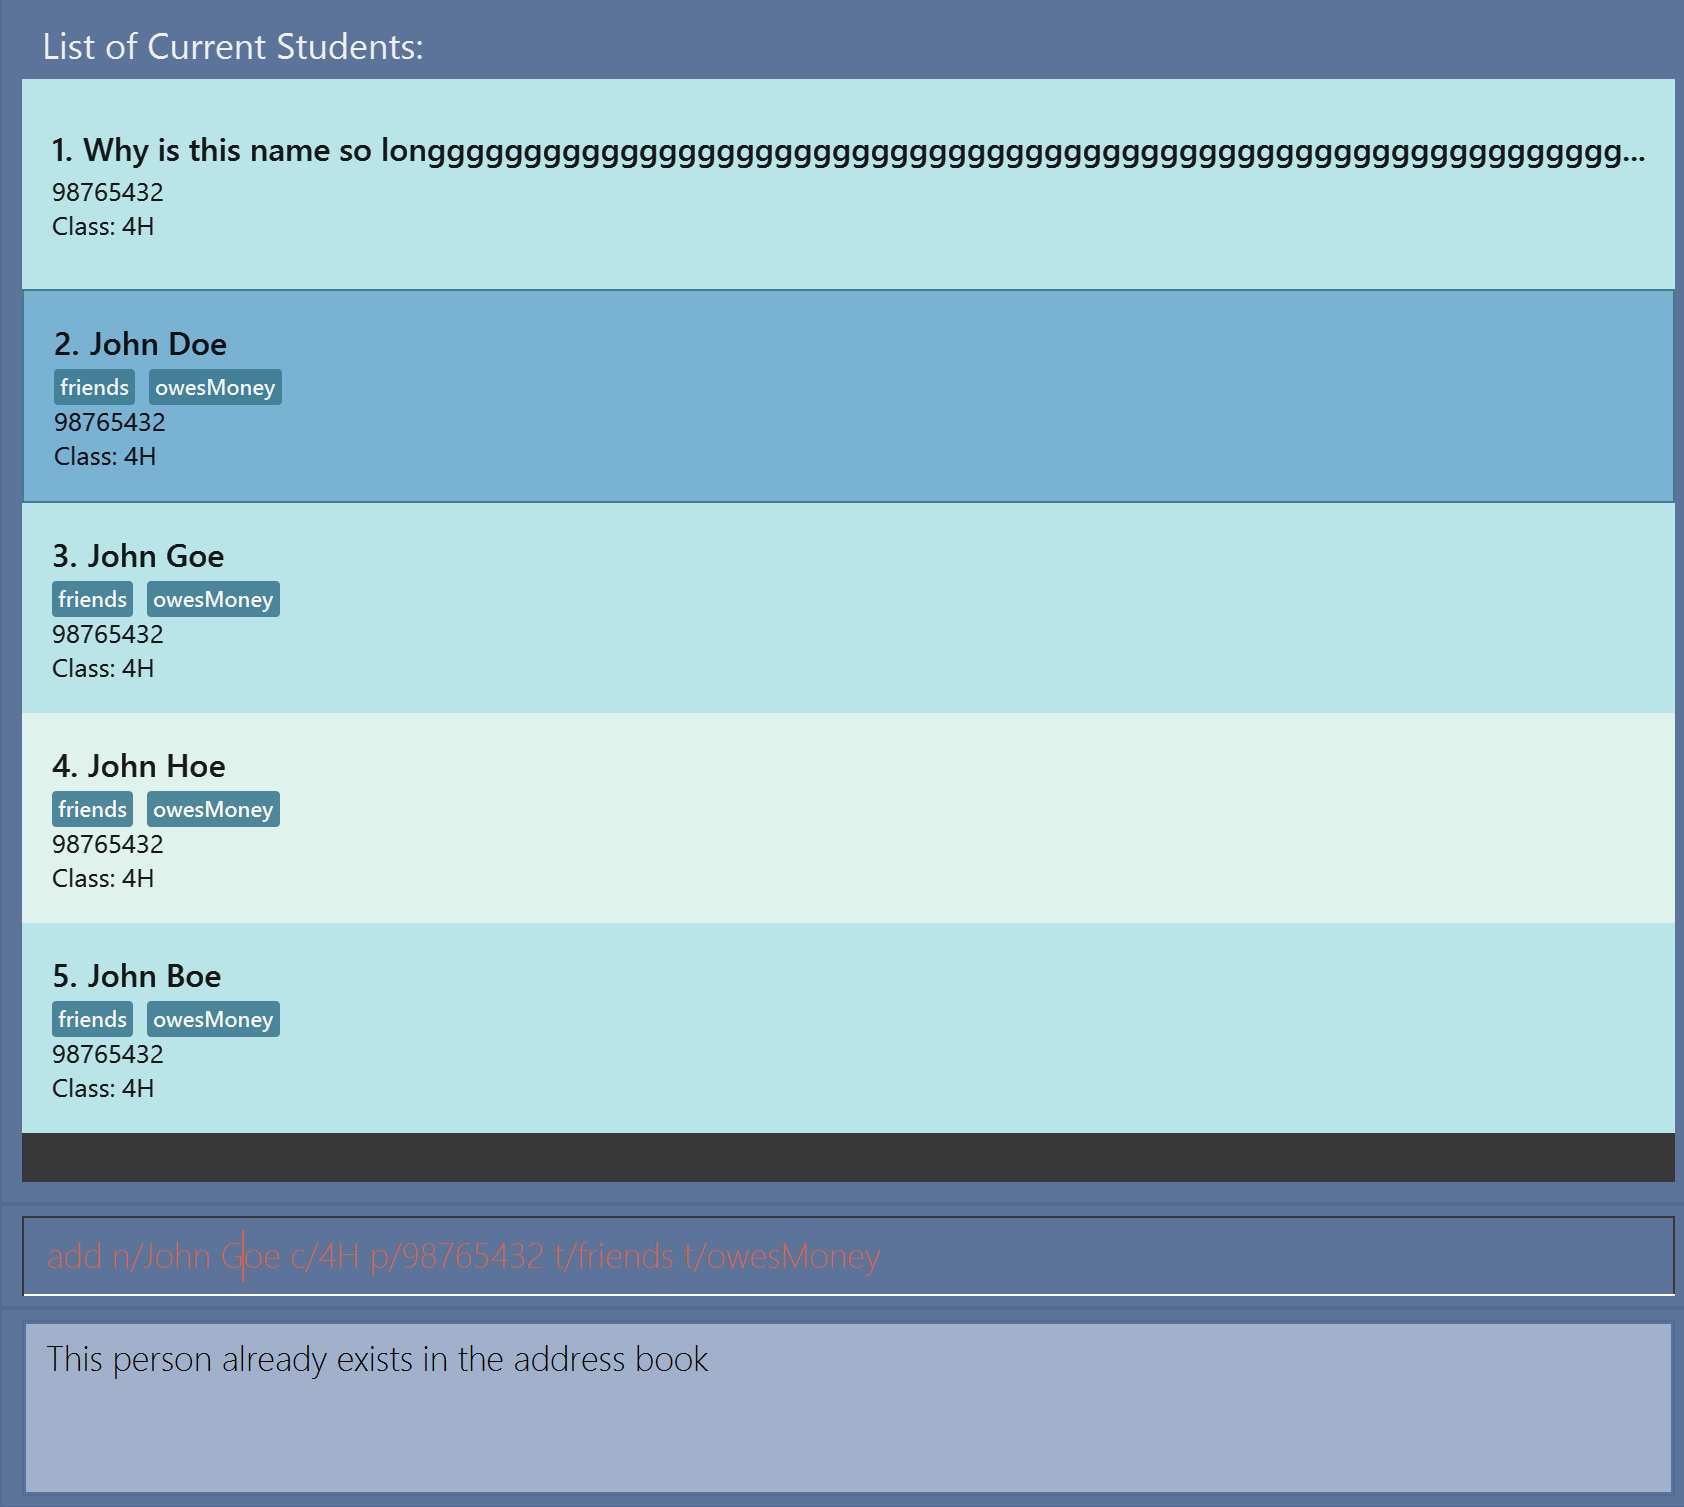 List of Current Students:
1. Why is this name so longggggggggggggggggggggggggggggggggggggggggggggggggggggggggggggggg...
98765432
Class: 4H
2. John Doe
friends owesMoney
98765432
Class: 4H
3. John Goe
friends owesMoney
98765432
Class: 4H
4. John Hoe
friends owesMoney
98765432
Class: 4H
5. John Boe
friends owesMoney
98765432
Class: 4H
add n/John Goe c/4H p/98765432 t/friends t/owesMoney
This person already exists in the address book